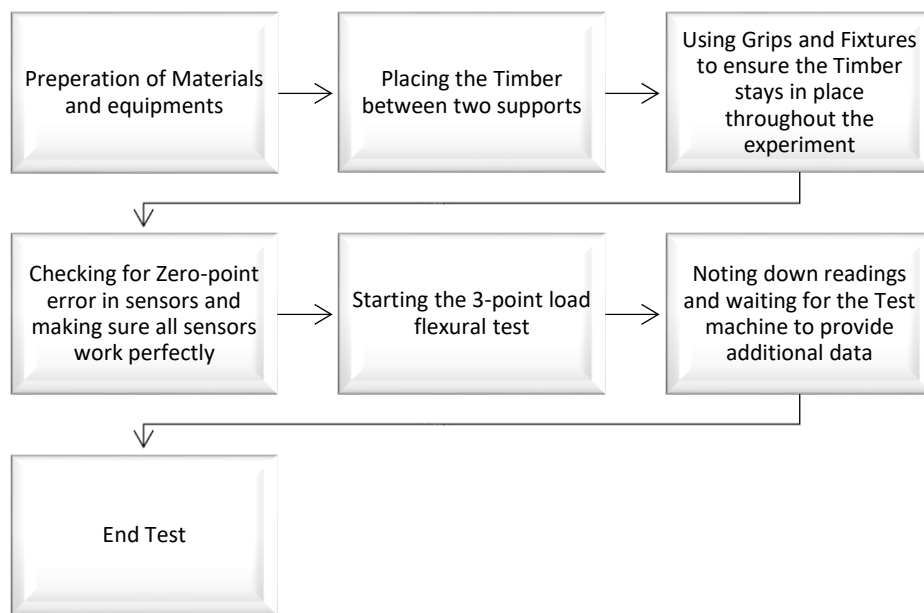 Preperation of Materials
and equipments
Placing the Timber
between two supports
Using Grips and Fixtures
to ensure the Timber
stays in place
throughout the
experiment
Checking for Zero-point
error in sensors and
making sure all sensors
work perfectly
Starting the 3-point load
flexural test
Noting down readings
and waiting for the Test
machine to provide
additional data
End Test